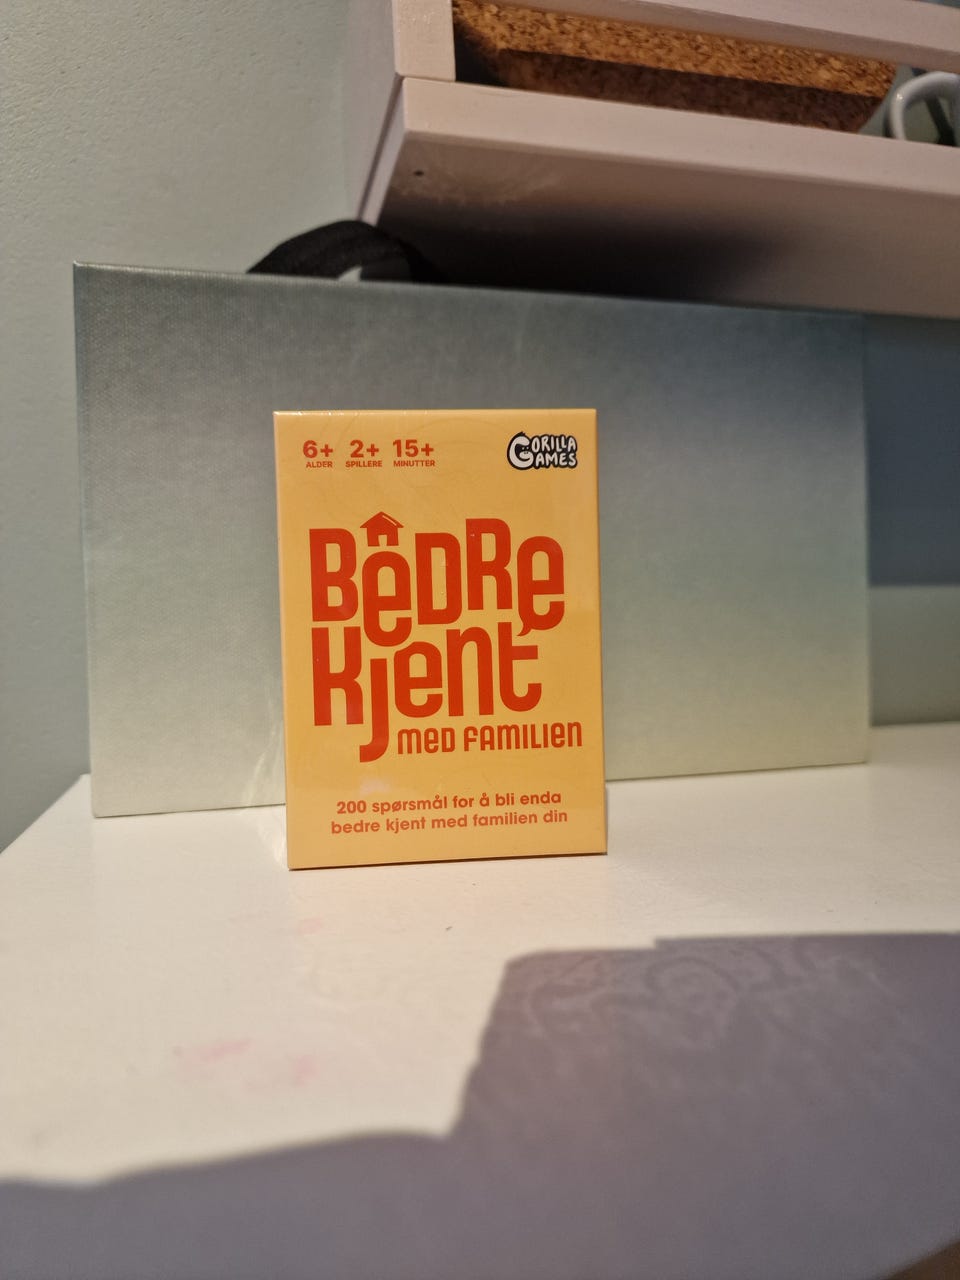 6+ 2+ 15+
ALDER SPILLERE MINUTTER
GORILLA
GAMES
BEDRE
kjent
MED FAMILIEN
200 spørsmål for å bli enda
bedre kjent med familien din